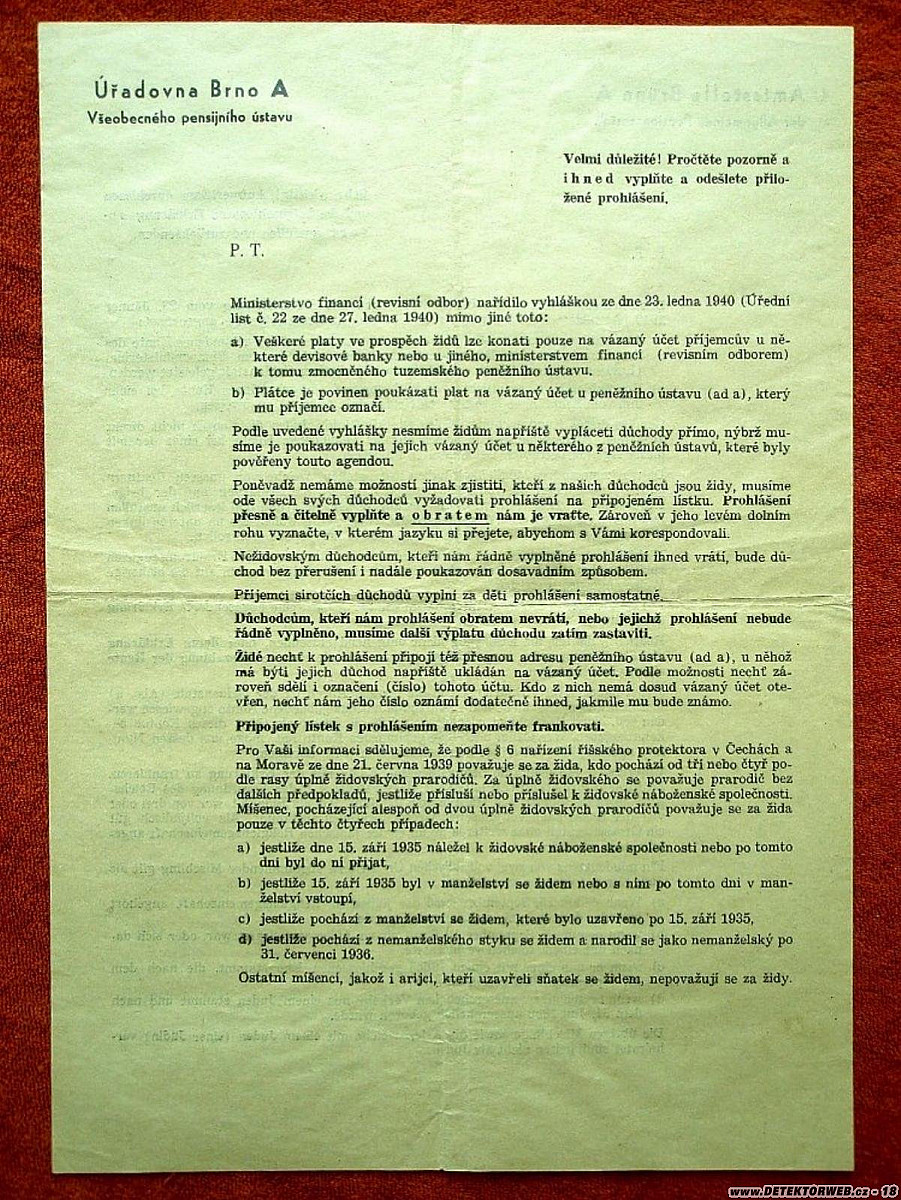 Úřadovna Brno A
Všeobecného pensijního ústavu
Velmi důležité! Pročtěte pozorně a
ihned vyplňte a odešlete přilo-
žené prohlášení.
P. T.
Ministerstvo financí (revisní odbor) nařídilo vyhláškou ze dne 23. ledna 1940 (Úřední
list č. 22 ze dne 27. ledna 1940) mimo jiné toto:
a) Veškeré platy ve prospěch židů lze konati pouze na vázaný účet příjemcův u ně-
které devisové banky nebo u jiného, ministerstvem financí (revisním odborem)
k tomu zmocněného tuzemského peněžního ústavu.
b) Plátce je povinen poukázati plat na vázaný účet u peněžního ústavu (ad a), který
mu příjemce označí.
Podle uvedené vyhlášky nesmíme židům napříště vypláceti důchody přímo, nýbrž mu-
síme je poukazovati na jejich vázaný účet u některého z peněžních ústavů, které byly
pověřeny touto agendou.
Poněvadž nemáme možností jinak zjistiti, kteří z našich důchodců jsou židy, musíme
ode všech svých důchodců vyžadovati prohlášení na připojeném lístku. Prohlášení
přesně a čitelně vyplňte a obratem nám je vraťte. Zároveň v jeho levém dolním
rohu vyznačte, v kterém jazyku si přejete, abychom s Vámi korespondovali.
Nežidovským důchodcům, kteří nám řádně vyplněné prohlášení ihned vrátí, bude dů-
chod bez přerušení i nadále poukazován dosavadním způsobem.
Příjemci sirotčích důchodů vyplní za děti prohlášení samostatné.
Důchodcům, kteří nám prohlášení obratem nevrátí, nebo jejichž prohlášení nebude
řádně vyplněno, musíme další výplatu důchodu zatím zastaviti.
Židé nechť k prohlášení připojí též přesnou adresu peněžního ústavu (ad a), u něhož
má býti jejich důchod napříště ukládán na vázaný účet. Podle možnosti nechť zá-
roveň sdělí i označení (číslo) tohoto účtu. Kdo z nich nemá dosud vázaný účet ote-
vřen, nechť nám jeho číslo oznámí dodatečně ihned, jakmile mu bude známo.
Připojený lístek s prohlášením nezapomeňte frankovati.
Pro Vaši informaci sdělujeme, že podle § 6 nařízení říšského protektora v Čechách a
na Moravě ze dne 21. června 1939 považuje se za žida, kdo pochází od tří nebo čtyř po-
dle rasy úplně židovských prarodičů. Za úplně židovského se považuje prarodič bez
dalších předpokladů, jestliže přísluší nebo příslušel k židovské náboženské společnosti.
Míšenec, pocházející alespoň od dvou úplně židovských prarodičů považuje se za žida
pouze v těchto čtyřech případech:
a) jestliže dne 15. září 1935 náležel k židovské náboženské společnosti nebo po tomto
dni byl do ní přijat,
b) jestliže 15. září 1935 byl v manželství se židem nebo s ním po tomto dni v man-
želství vstoupí,
c) jestliže pochází z manželství se židem, které bylo uzavřeno po 15. září 1935,
d) jestliže pochází z nemanželského styku se židem a narodil se jako nemanželský po
31. červenci 1936.
Ostatní míšenci, jakož i arijci, kteří uzavřeli sňatek se židem, nepovažují se za židy.
www.DETEKTORWEB.cz - 18